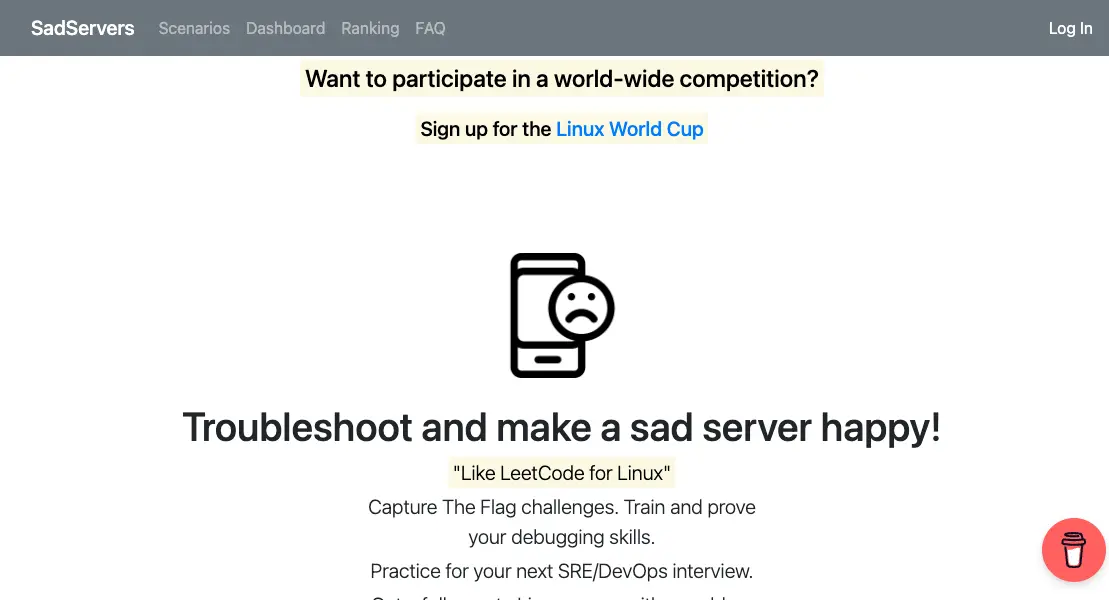 SadServers Scenarios Dashboard Ranking FAQ Log In
Want to participate in a world-wide competition?
Sign up for the Linux World Cup
Troubleshoot and make a sad server happy!
"Like LeetCode for Linux"
Capture The Flag challenges. Train and prove
your debugging skills.
Practice for your next SRE/DevOps interview.